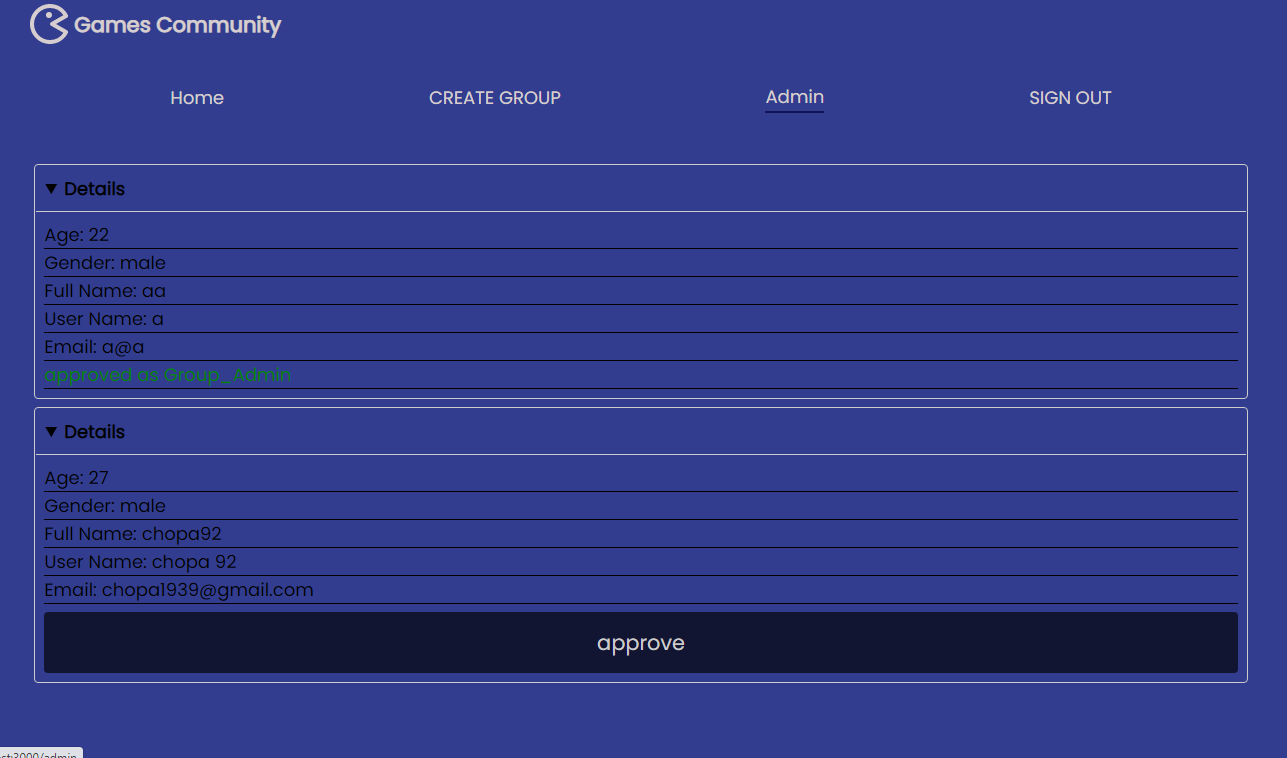 Games Community
Home CREATE GROUP Admin SIGN OUT
▼ Details
Age: 22
Gender: male
Full Name: aa
User Name: a
Email: a@a
approved as Group_Admin
▼ Details
Age: 27
Gender: male
Full Name: chopa92
User Name: chopa 92
Email: chopa1939@gmail.com
approve
st:3000/admin